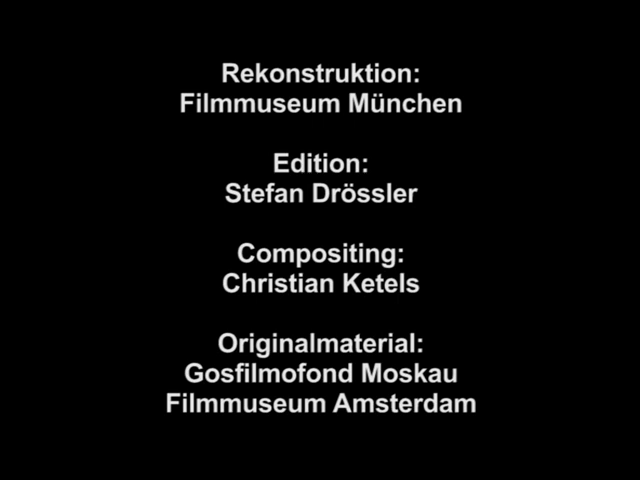 Rekonstruktion:
Filmmuseum München
Edition:
Stefan Drössler
Compositing:
Christian Ketels
Originalmaterial:
Gosfilmofond Moskau
Filmmuseum Amsterdam